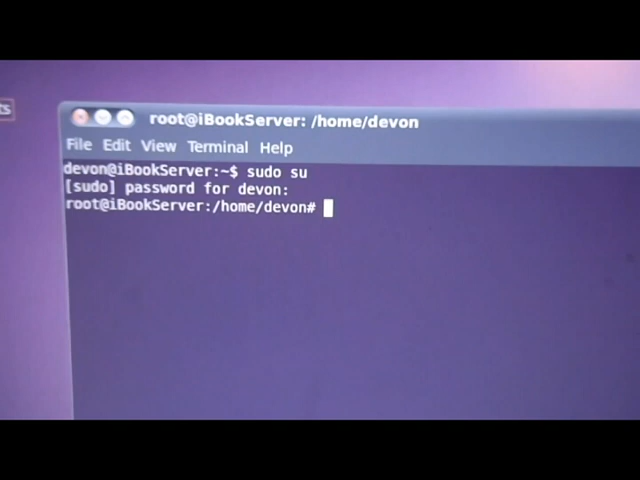 ts
root@iBookServer: /home/devon
File Edit View Terminal Help
devon@iBookServer:~$ sudo su
[sudo] password for devon:
root@iBookServer:/home/devon#